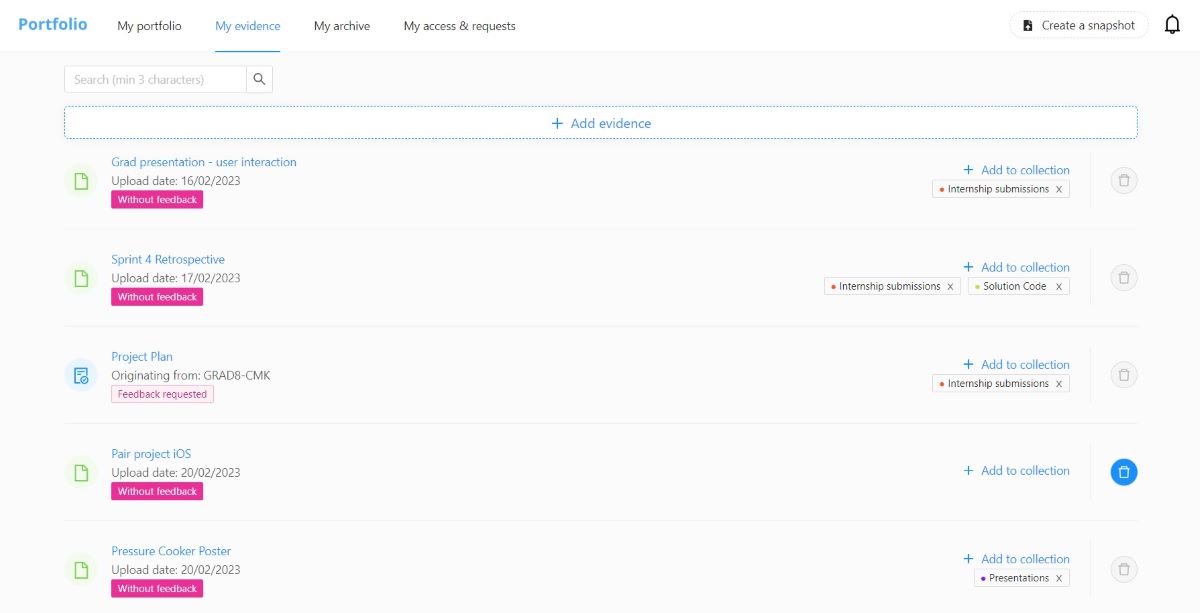 Portfolio My portfolio My evidence My archive My access & requests Create a snapshot
Search (min 3 characters)
+ Add evidence
Grad presentation - user interaction
Upload date: 16/02/2023
Without feedback
+ Add to collection
Internship submissions x
Sprint 4 Retrospective
Upload date: 17/02/2023
Without feedback
+ Add to collection
Internship submissions x Solution Code x
Project Plan
Originating from: GRAD8-CMK
Feedback requested
+ Add to collection
Internship submissions x
Pair project iOS
Upload date: 20/02/2023
Without feedback
+ Add to collection
Pressure Cooker Poster
Upload date: 20/02/2023
Without feedback
+ Add to collection
Presentations x